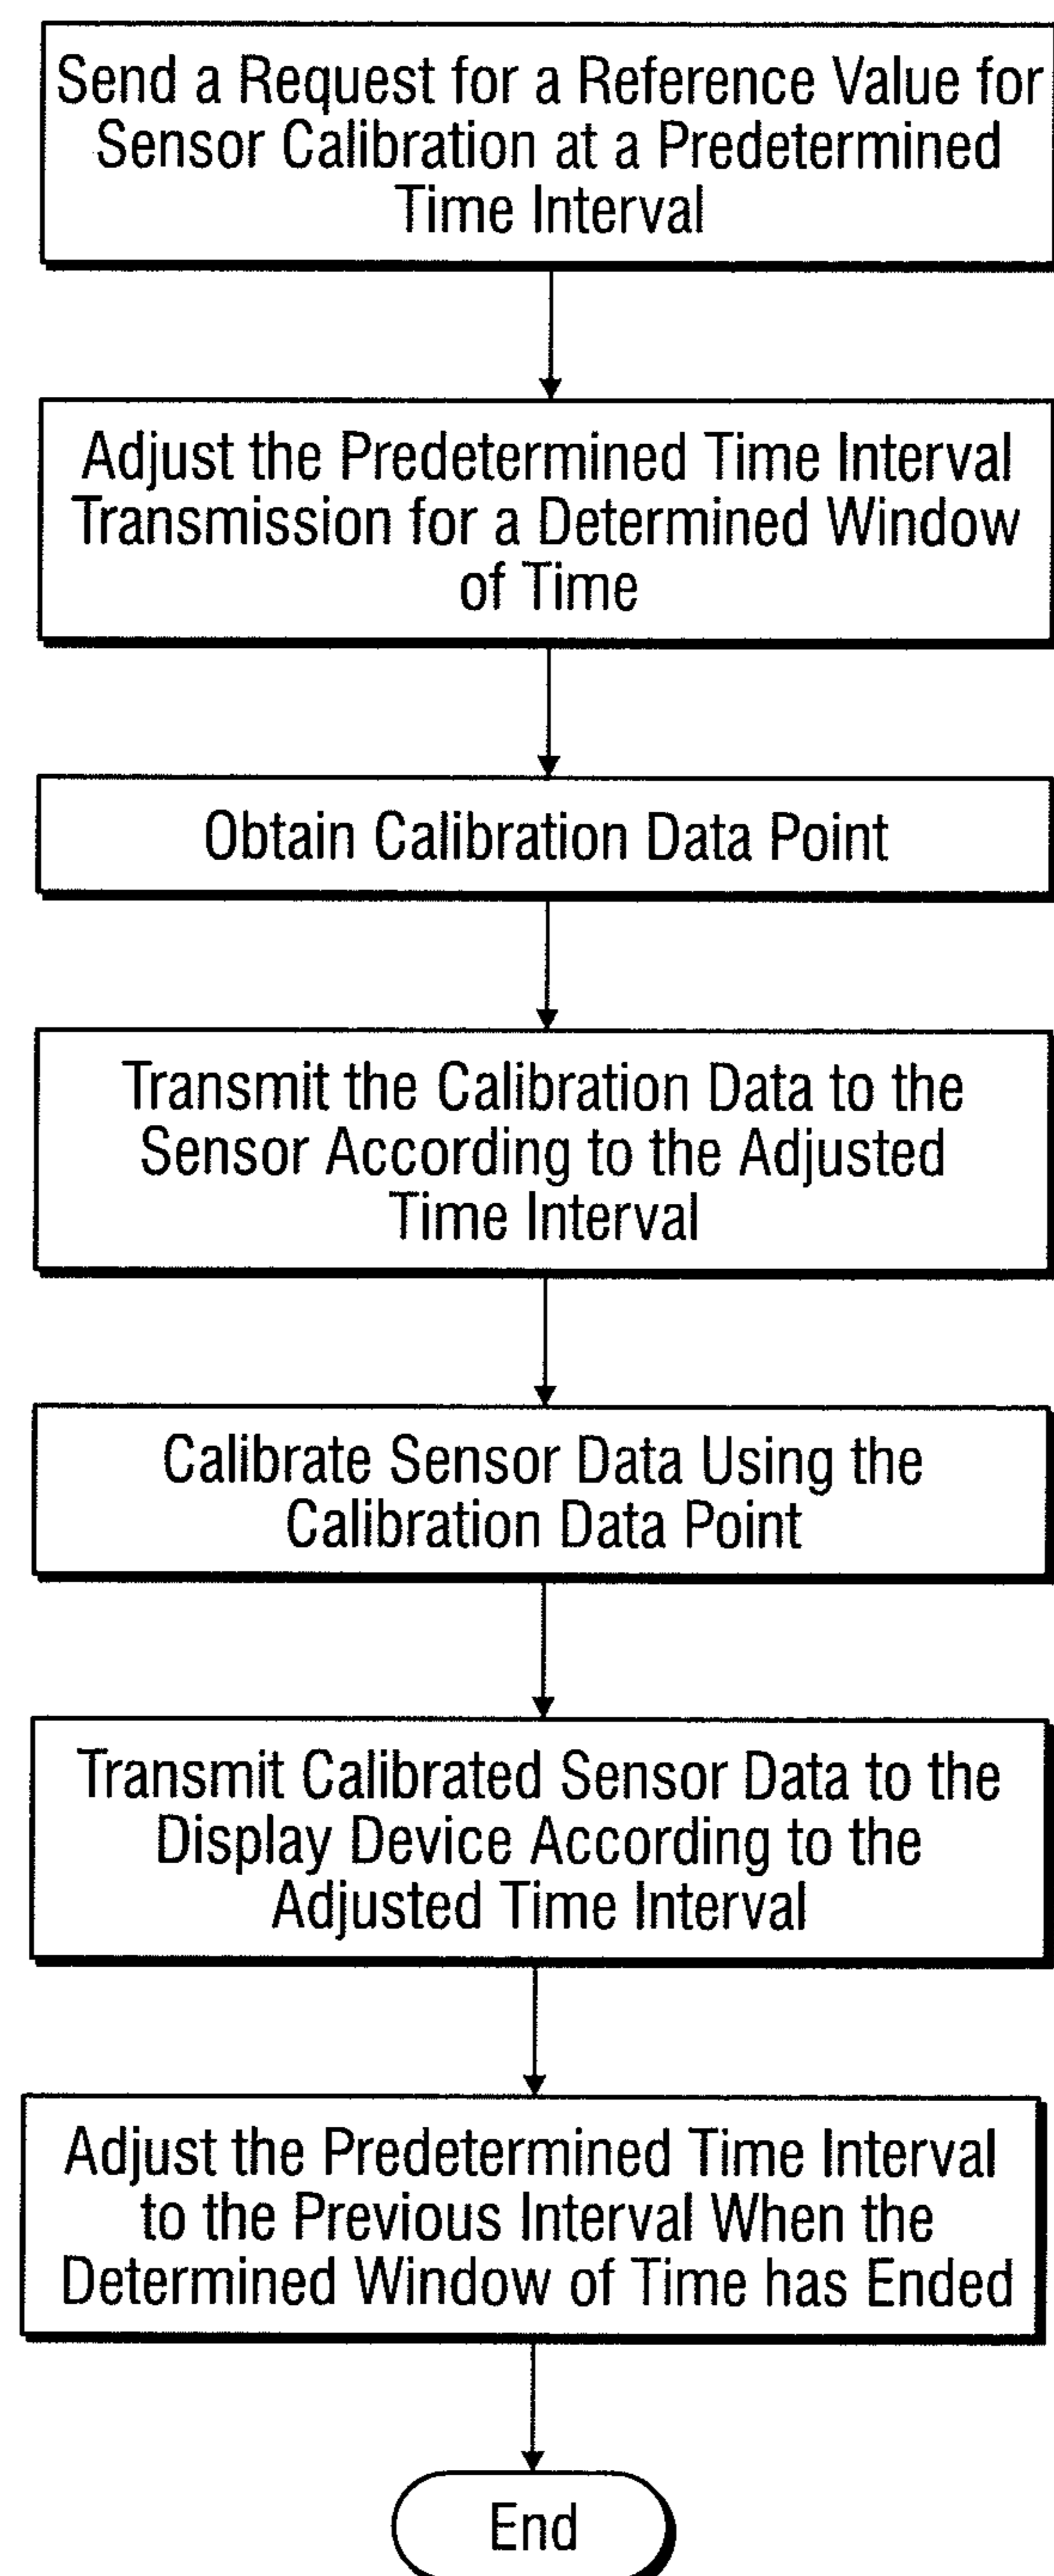 Send a Request for a Reference Value for
Sensor Calibration at a Predetermined
Time Interval
Adjust the Predetermined Time Interval
Transmission for a Determined Window
of Time
Obtain Calibration Data Point
Transmit the Calibration Data to the
Sensor According to the Adjusted
Time Interval
Calibrate Sensor Data Using the
Calibration Data Point
Transmit Calibrated Sensor Data to the
Display Device According to the
Adjusted Time Interval
Adjust the Predetermined Time Interval
to the Previous Interval When the
Determined Window of Time has Ended
End